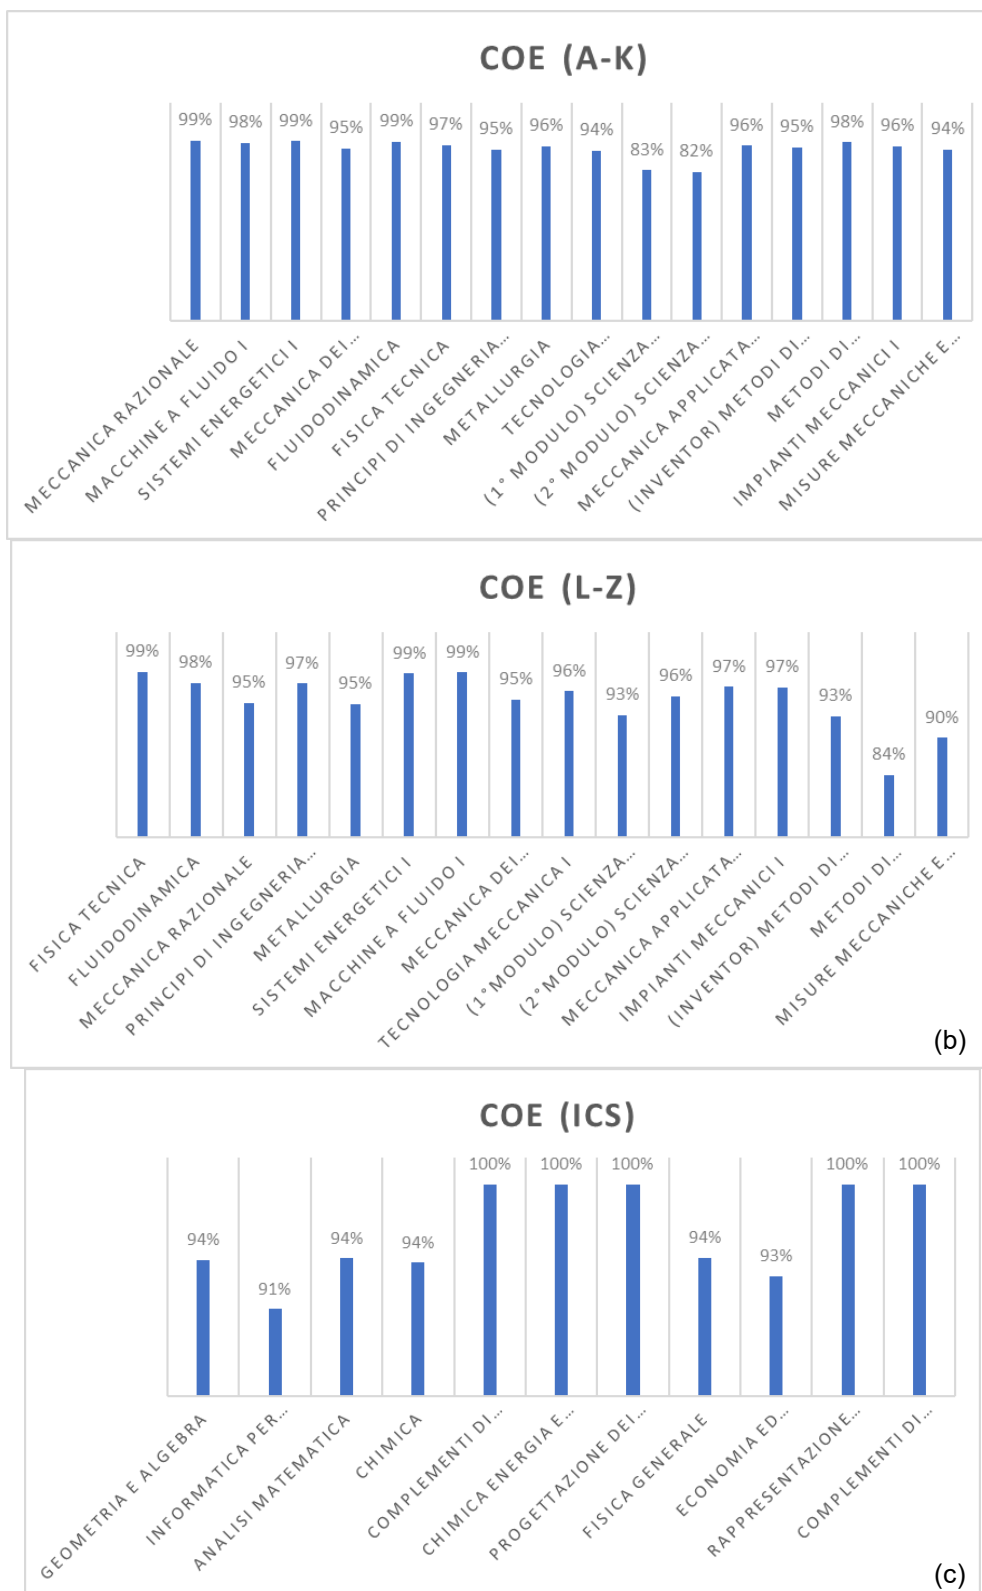 COE (A-K)
99% 98% 99% 95% 99% 97% 95% 96% 94% 83% 82% 96% 95% 98% 96% 94%
MECCANICA RAZIONALE
MACCHINE A FLUIDO I
SISTEMI ENERGETICI I
MECCANICA DEI…
FLUIDODINAMICA
FISICA TECNICA
PRINCIPI DI INGEGNERIA…
METALLURGIA
TECNOLOGIA…
(1° MODULO) SCIENZA…
(2° MODULO) SCIENZA…
MECCANICA APPLICATA…
(INVENTOR) METODI DI…
METODI DI…
IMPIANTI MECCANICI I
MISURE MECCANICHE E…
COE (L-Z)
99% 98% 95% 97% 95% 99% 99% 95% 96% 93% 96% 97% 97% 93% 84% 90%
FISICA TECNICA
FLUIDODINAMICA
MECCANICA RAZIONALE
PRINCIPI DI INGEGNERIA…
METALLURGIA
SISTEMI ENERGETICI I
MACCHINE A FLUIDO I
MECCANICA DEI…
TECNOLOGIA MECCANICA I
(1°MODULO) SCIENZA…
(2°MODULO) SCIENZA…
MECCANICA APPLICATA…
IMPIANTI MECCANICI I
(INVENTOR) METODI DI…
METODI DI…
MISURE MECCANICHE E…
(b)
COE (ICS)
94% 91% 94% 94% 100% 100% 100% 94% 93% 100% 100%
GEOMETRIA E ALGEBRA
INFORMATICA PER…
ANALISI MATEMATICA
CHIMICA
COMPLEMENTI DI…
CHIMICA ENERGIA E…
PROGETTAZIONE DEI…
FISICA GENERALE
ECONOMIA ED…
RAPPRESENTAZIONE…
COMPLEMENTI DI…
(c)